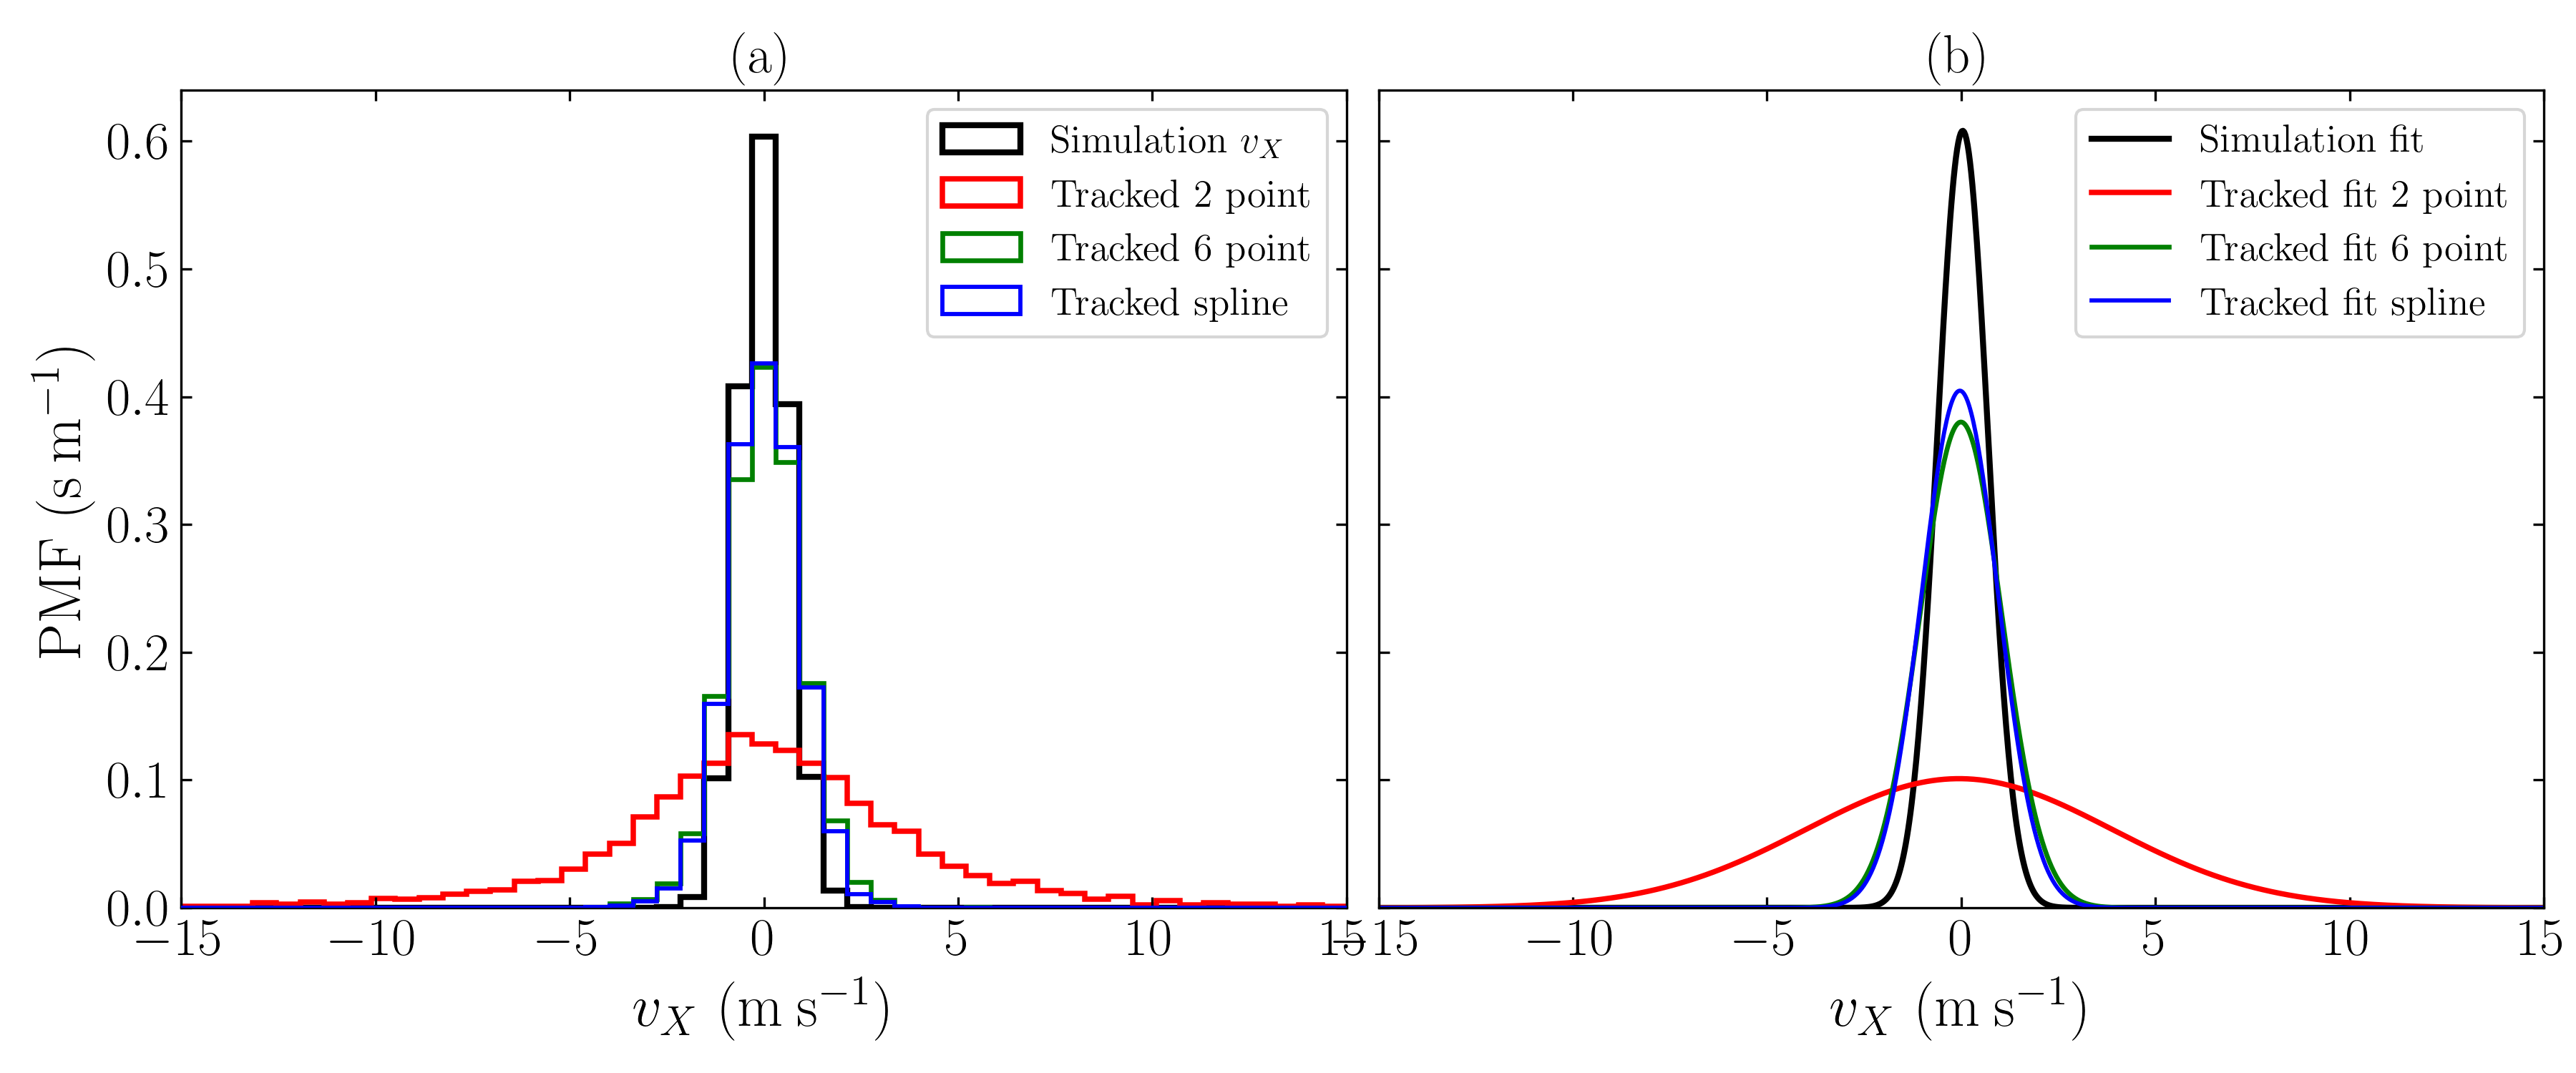 (a)
(b)
PMF (s m⁻¹)
0.6
0.5
0.4
0.3
0.2
0.1
0.0
Simulation v_X
Tracked 2 point
Tracked 6 point
Tracked spline
Simulation fit
Tracked fit 2 point
Tracked fit 6 point
Tracked fit spline
−15 −10 −5 0 5 10 15
−15 −10 −5 0 5 10 15
v_X (m s⁻¹)
v_X (m s⁻¹)